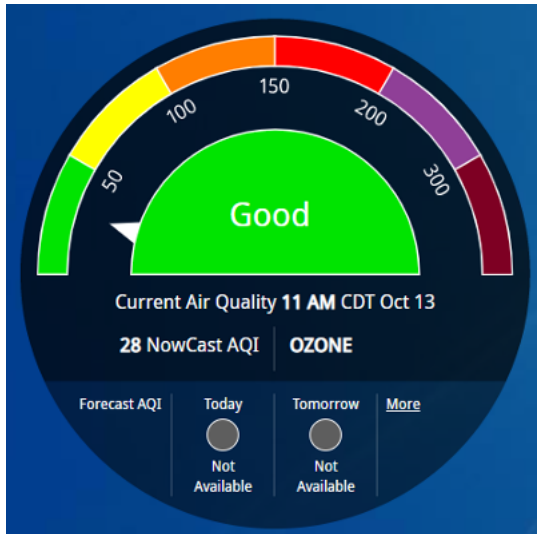 50
100
150
200
300
Good
Current Air Quality 11 AM CDT Oct 13
28 NowCast AQI OZONE
Forecast AQI Today Tomorrow More
Not Not
Available Available